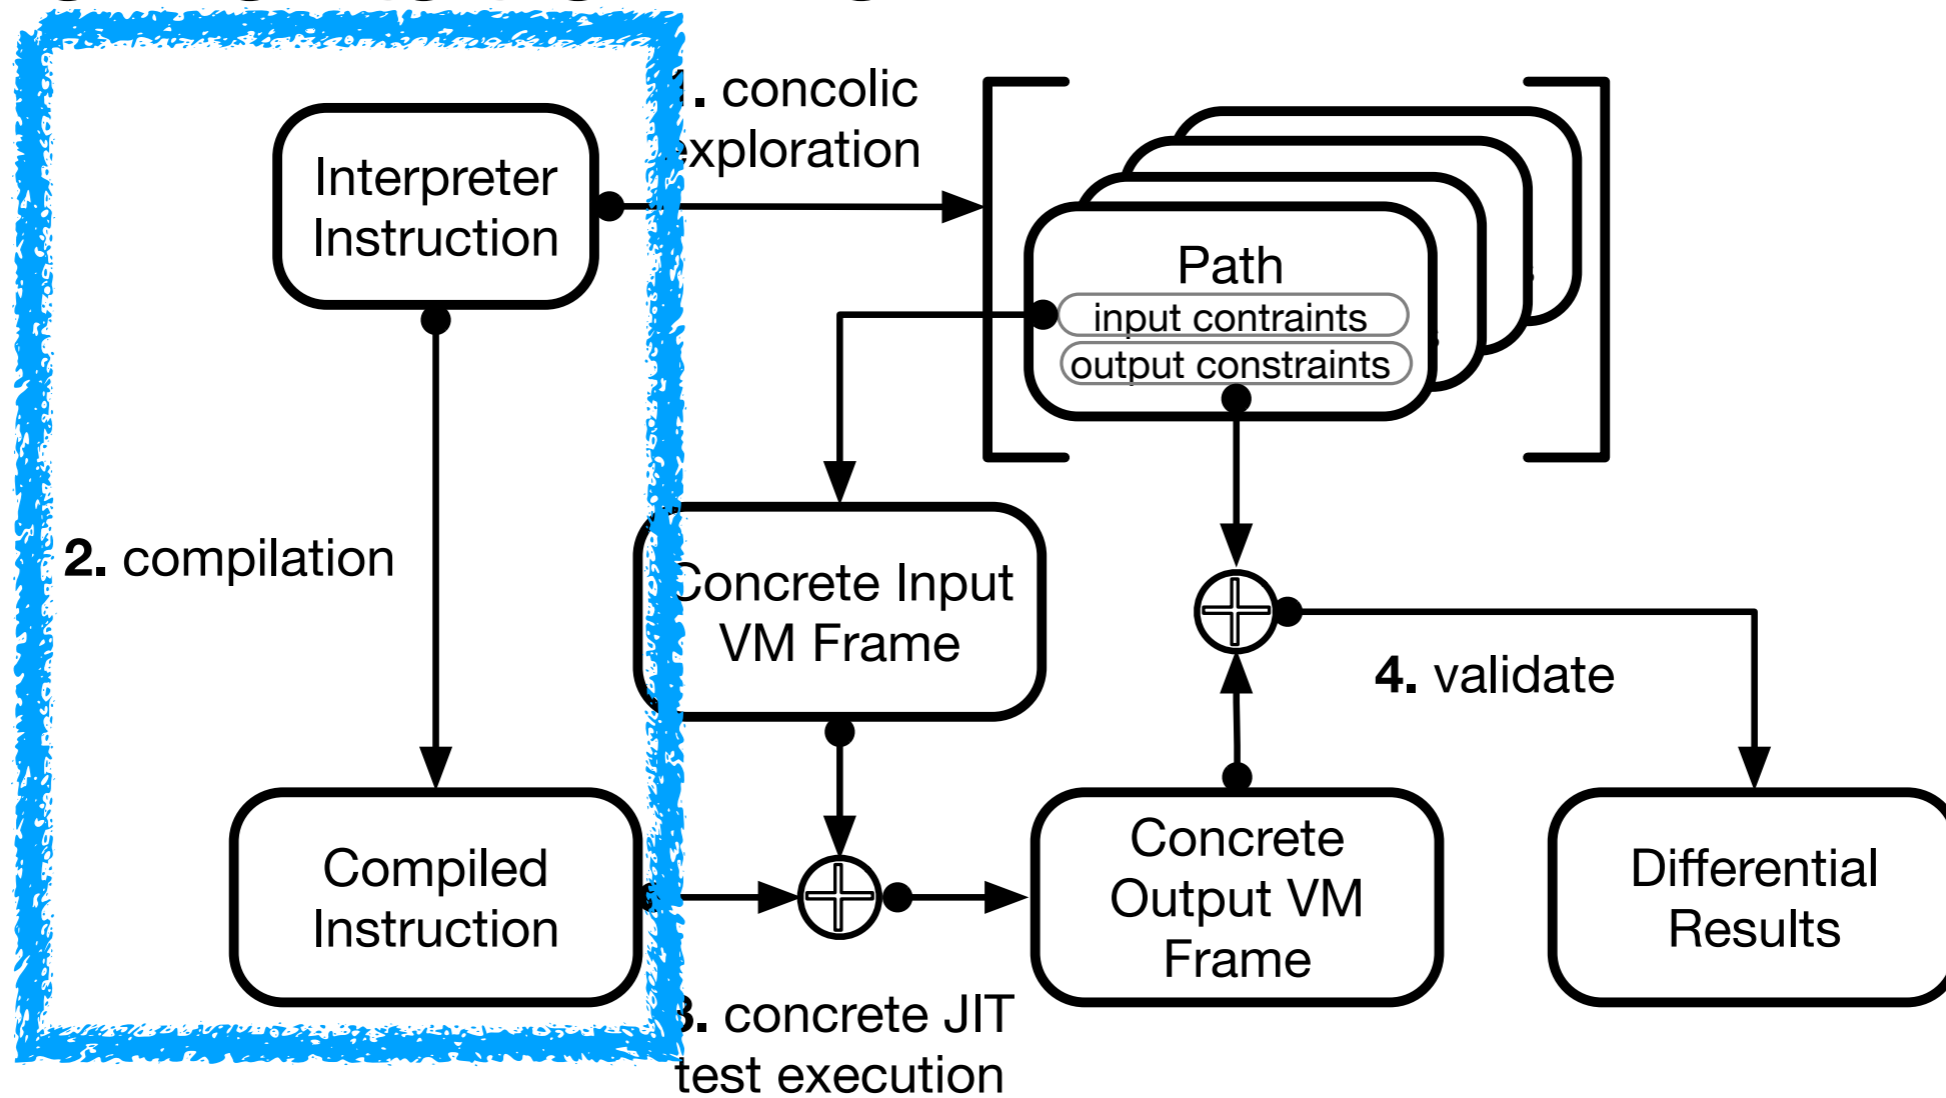 1. concolic
exploration
Interpreter
Instruction
Path
input contraints
output constraints
2. compilation
Concrete Input
VM Frame
4. validate
Compiled
Instruction
Concrete
Output VM
Frame
Differential
Results
3. concrete JIT
test execution